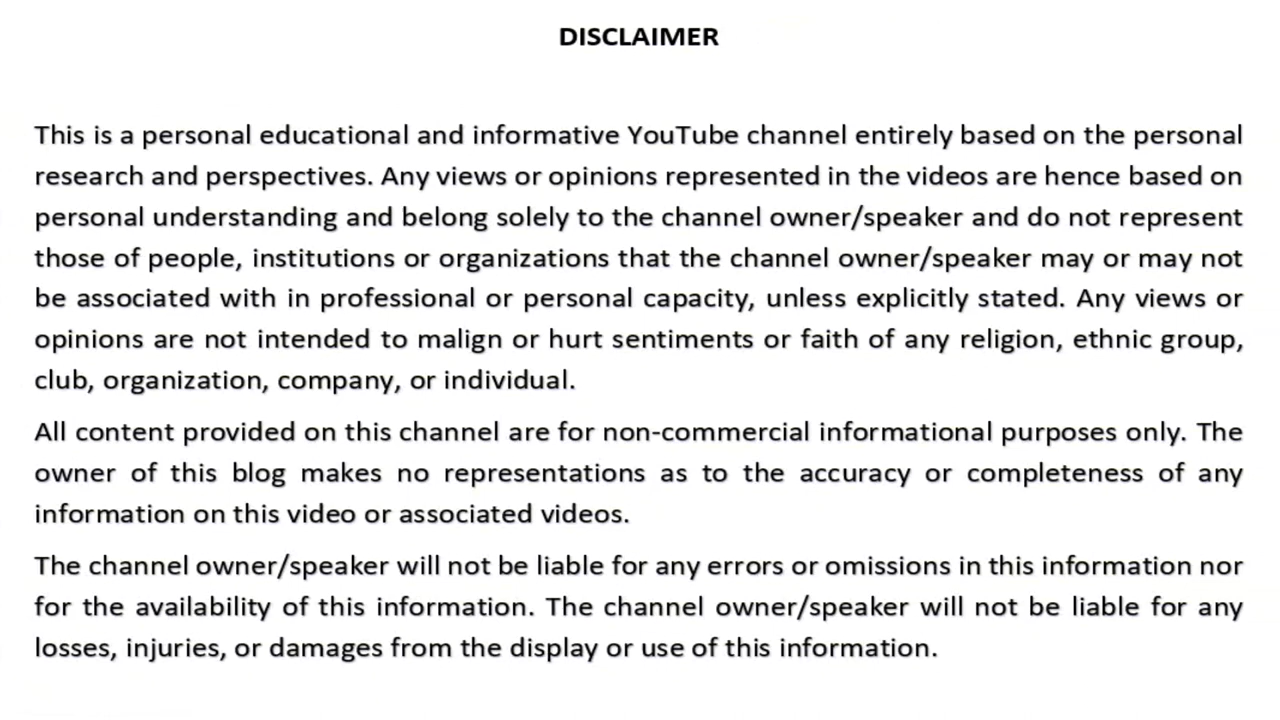 DISCLAIMER
This is a personal educational and informative YouTube channel entirely based on the personal
research and perspectives. Any views or opinions represented in the videos are hence based on
personal understanding and belong solely to the channel owner/speaker and do not represent
those of people, institutions or organizations that the channel owner/speaker may or may not
be associated with in professional or personal capacity, unless explicitly stated. Any views or
opinions are not intended to malign or hurt sentiments or faith of any religion, ethnic group,
club, organization, company, or individual.
All content provided on this channel are for non-commercial informational purposes only. The
owner of this blog makes no representations as to the accuracy or completeness of any
information on this video or associated videos.
The channel owner/speaker will not be liable for any errors or omissions in this information nor
for the availability of this information. The channel owner/speaker will not be liable for any
losses, injuries, or damages from the display or use of this information.